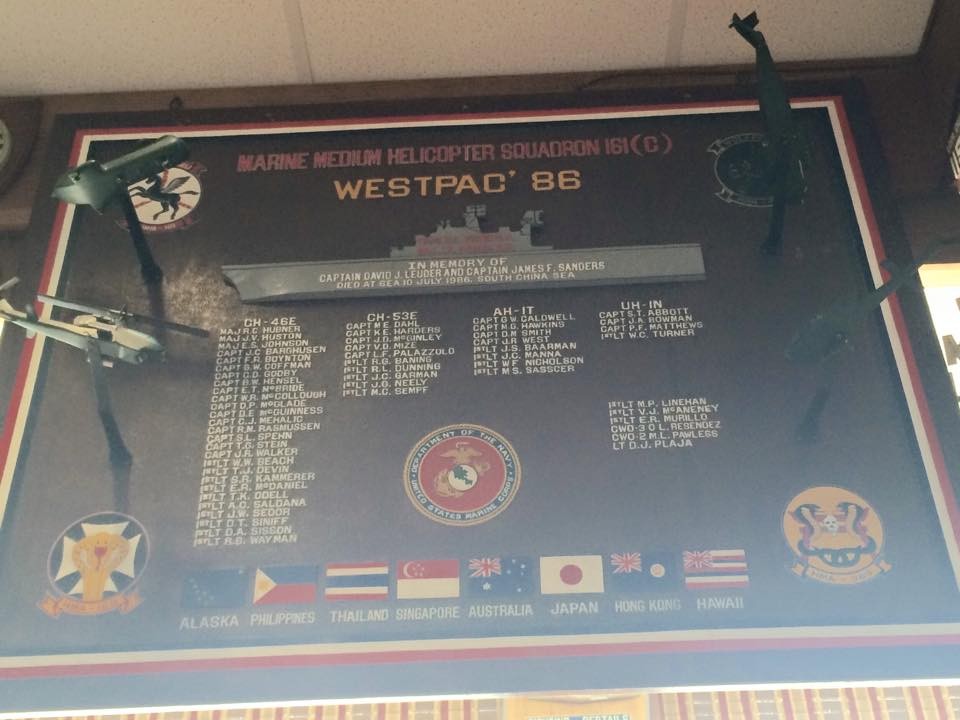 MARINE MEDIUM HELICOPTER SQUADRON 161(C)
WESTPAC' 86
IN MEMORY OF
CAPTAIN DAVID J. LEUDER AND CAPTAIN JAMES F. SANDERS
DIED AT SEA 10 JULY 1986, SOUTH CHINA SEA
CH-46E
MAJ R.C. HUBNER
MAJ J.V. HUSTON
MAJ E.S. JOHNSON
CAPT J.C. BARGHUSEN
CAPT F.R. BOYNTON
CAPT G.W. COFFMAN
CAPT C.D. GODBY
CAPT B.W. HENSEL
CAPT E.T. McBRIDE
CAPT W.R. McCOLLOUGH
CAPT D.P. McGLADE
CAPT D.E. McGUINNESS
CAPT C.J. MEHALIC
CAPT R.M. RASMUSSEN
CAPT S.L. SPEHN
CAPT T.G. STEIN
CAPT J.R. WALKER
1STLT W.W. BEACH
1STLT T.J. DEVIN
1STLT S.R. KAMMERER
1STLT E.R. McDANIEL
1STLT T.K. ODELL
1STLT A.C. SALDANA
1STLT J.W. SEDOR
1STLT D.T. SINIFF
1STLT D.A. SISSON
1STLT R.B. WAYMAN
CH-53E
CAPT M.E. DAHL
CAPT K.E. HARDERS
CAPT J.D. McGINLEY
CAPT V.D. MIZE
CAPT L.F. PALAZZOLO
1STLT R.G. BANING
1STLT R.L. DUNNING
1STLT J.C. GARMAN
1STLT J.G. NEELY
1STLT M.C. SEMPF
AH-1T
CAPT G.W. CALDWELL
CAPT N.G. HAWKINS
CAPT D.M. SMITH
CAPT J.R. WEST
1STLT J.S. BAARMAN
1STLT J.C. MANNA
1STLT W.F. NICHOLSON
1STLT M.S. SASSCER
UH-1N
CAPT S.T. ABBOTT
CAPT J.A. BOWMAN
CAPT P.F. MATTHEWS
1STLT W.C. TURNER
1STLT M.P. LINEHAN
1STLT V.J. McANENEY
1STLT E.R. MURILLO
CWO-3 O.L. RESENDEZ
CWO-2 M.L. PAWLESS
LT D.J. PLAJA
DEPARTMENT OF THE NAVY
UNITED STATES MARINE CORPS
ALASKA PHILIPPINES THAILAND SINGAPORE AUSTRALIA JAPAN HONG KONG HAWAII